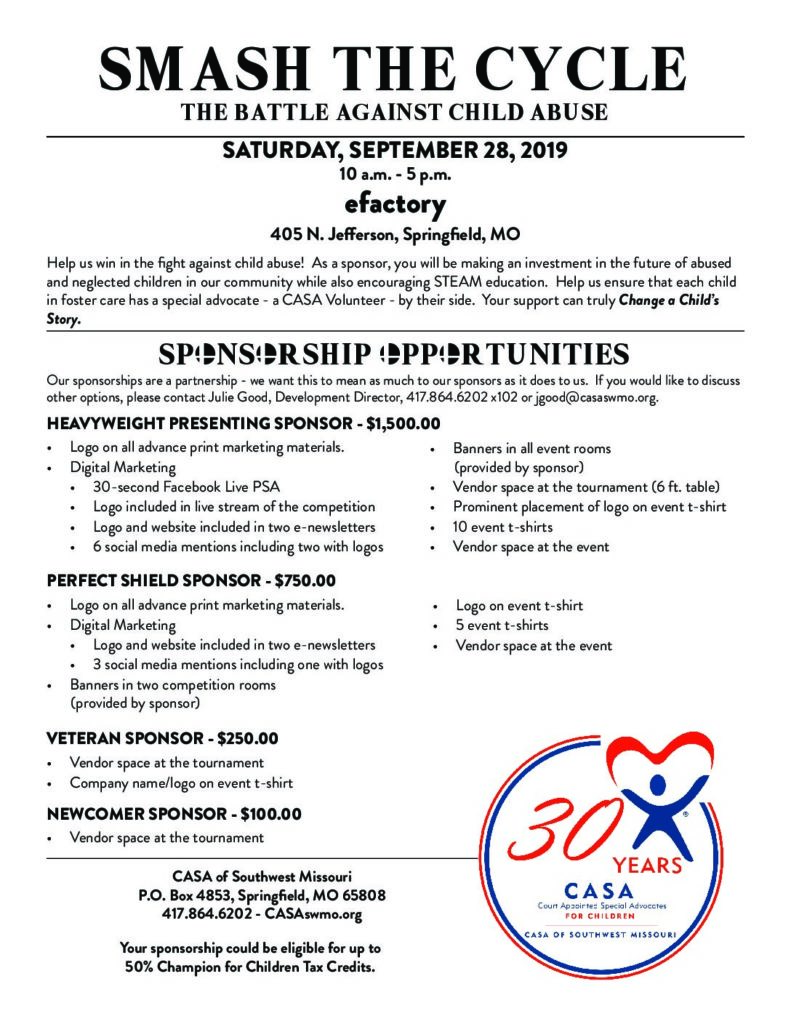 SMASH THE CYCLE
THE BATTLE AGAINST CHILD ABUSE
SATURDAY, SEPTEMBER 28, 2019
10 a.m. - 5 p.m.
efactory
405 N. Jefferson, Springfield, MO
Help us win in the fight against child abuse! As a sponsor, you will be making an investment in the future of abused
and neglected children in our community while also encouraging STEAM education. Help us ensure that each child
in foster care has a special advocate - a CASA Volunteer - by their side. Your support can truly Change a Child's
Story.
SPONSORSHIP OPPORTUNITIES
Our sponsorships are a partnership - we want this to mean as much to our sponsors as it does to us. If you would like to discuss
other options, please contact Julie Good, Development Director, 417.864.6202 x102 or jgood@casaswmo.org.
HEAVYWEIGHT PRESENTING SPONSOR - $1,500.00
• Logo on all advance print marketing materials.
• Digital Marketing
• 30-second Facebook Live PSA
• Logo included in live stream of the competition
• Logo and website included in two e-newsletters
• 6 social media mentions including two with logos
• Banners in all event rooms
(provided by sponsor)
• Vendor space at the tournament (6 ft. table)
• Prominent placement of logo on event t-shirt
• 10 event t-shirts
• Vendor space at the event
PERFECT SHIELD SPONSOR - $750.00
• Logo on all advance print marketing materials.
• Digital Marketing
• Logo and website included in two e-newsletters
• 3 social media mentions including one with logos
• Banners in two competition rooms
(provided by sponsor)
• Logo on event t-shirt
• 5 event t-shirts
• Vendor space at the event
VETERAN SPONSOR - $250.00
• Vendor space at the tournament
• Company name/logo on event t-shirt
NEWCOMER SPONSOR - $100.00
• Vendor space at the tournament
CASA of Southwest Missouri
P.O. Box 4853, Springfield, MO 65808
417.864.6202 - CASAswmo.org
Your sponsorship could be eligible for up to
50% Champion for Children Tax Credits.
30
®
YEARS
CASA
Court Appointed Special Advocates
FOR CHILDREN
CASA OF SOUTHWEST MISSOURI